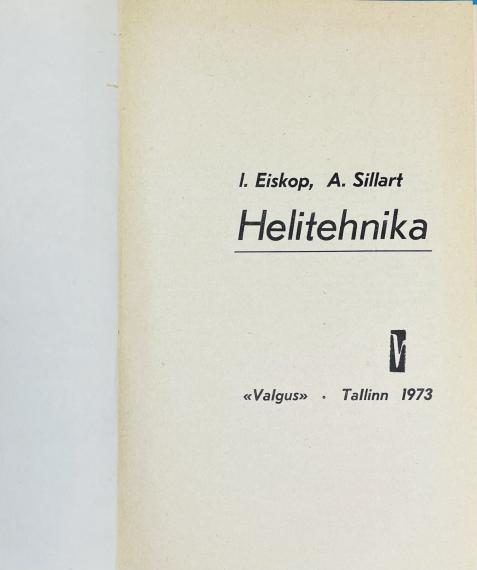 I. Eiskop, A. Sillart
Helitehnika
V
«Valgus» • Tallinn 1973